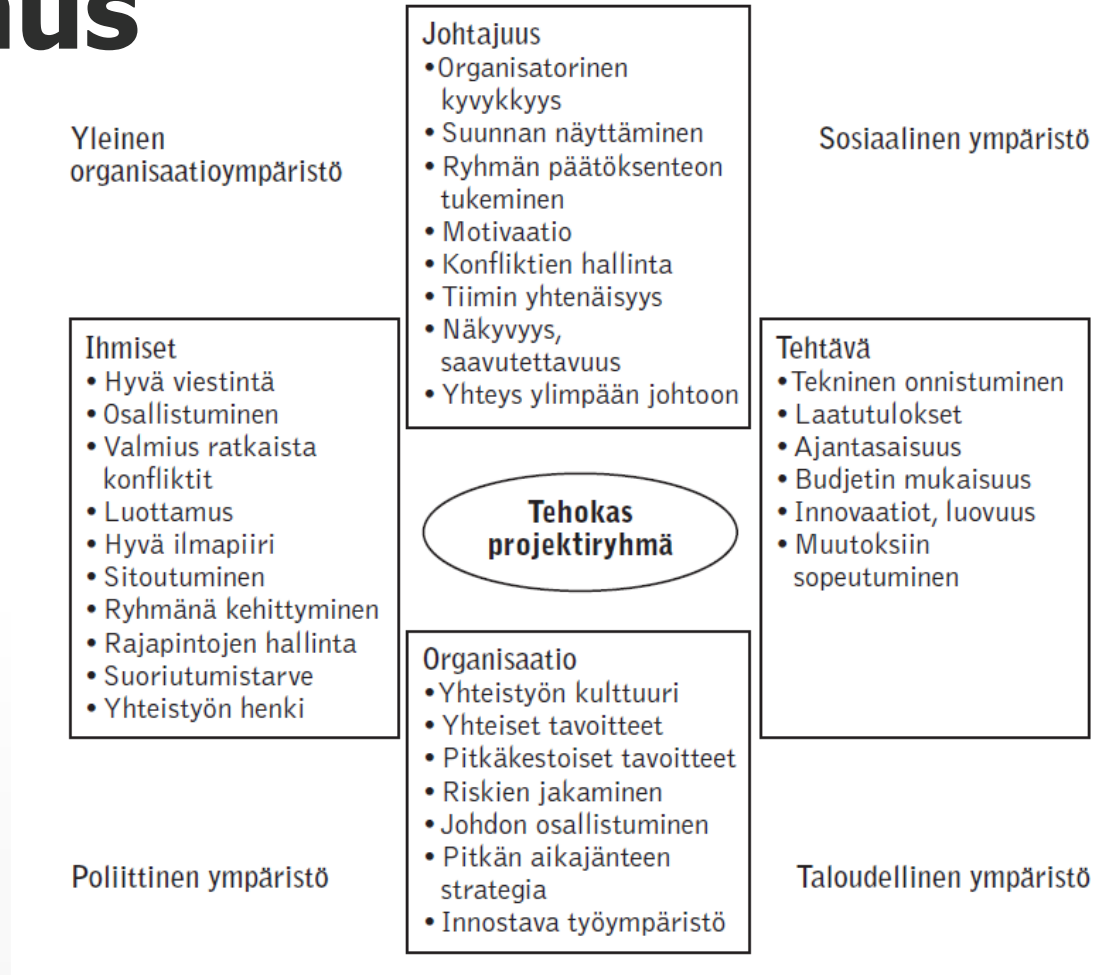 nus
Yleinen
organisaatioympäristö
Johtajuus
•Organisatorinen
kyvykkyys
• Suunnan näyttäminen
• Ryhmän päätöksenteon
tukeminen
• Motivaatio
• Konfliktien hallinta
• Tiimin yhtenäisyys
• Näkyvyys,
saavutettavuus
• Yhteys ylimpään johtoon
Sosiaalinen ympäristö
Ihmiset
• Hyvä viestintä
• Osallistuminen
• Valmius ratkaista
konfliktit
• Luottamus
• Hyvä ilmapiiri
• Sitoutuminen
• Ryhmänä kehittyminen
• Rajapintojen hallinta
• Suoriutumistarve
• Yhteistyön henki
Tehokas
projektiryhmä
Tehtävä
•Tekninen onnistuminen
• Laatutulokset
• Ajantasaisuus
• Budjetin mukaisuus
• Innovaatiot, luovuus
• Muutoksiin
sopeutuminen
Organisaatio
•Yhteistyön kulttuuri
• Yhteiset tavoitteet
• Pitkäkestoiset tavoitteet
• Riskien jakaminen
•Johdon osallistuminen
• Pitkän aikajänteen
strategia
• Innostava työympäristö
Poliittinen ympäristö
Taloudellinen ympäristö